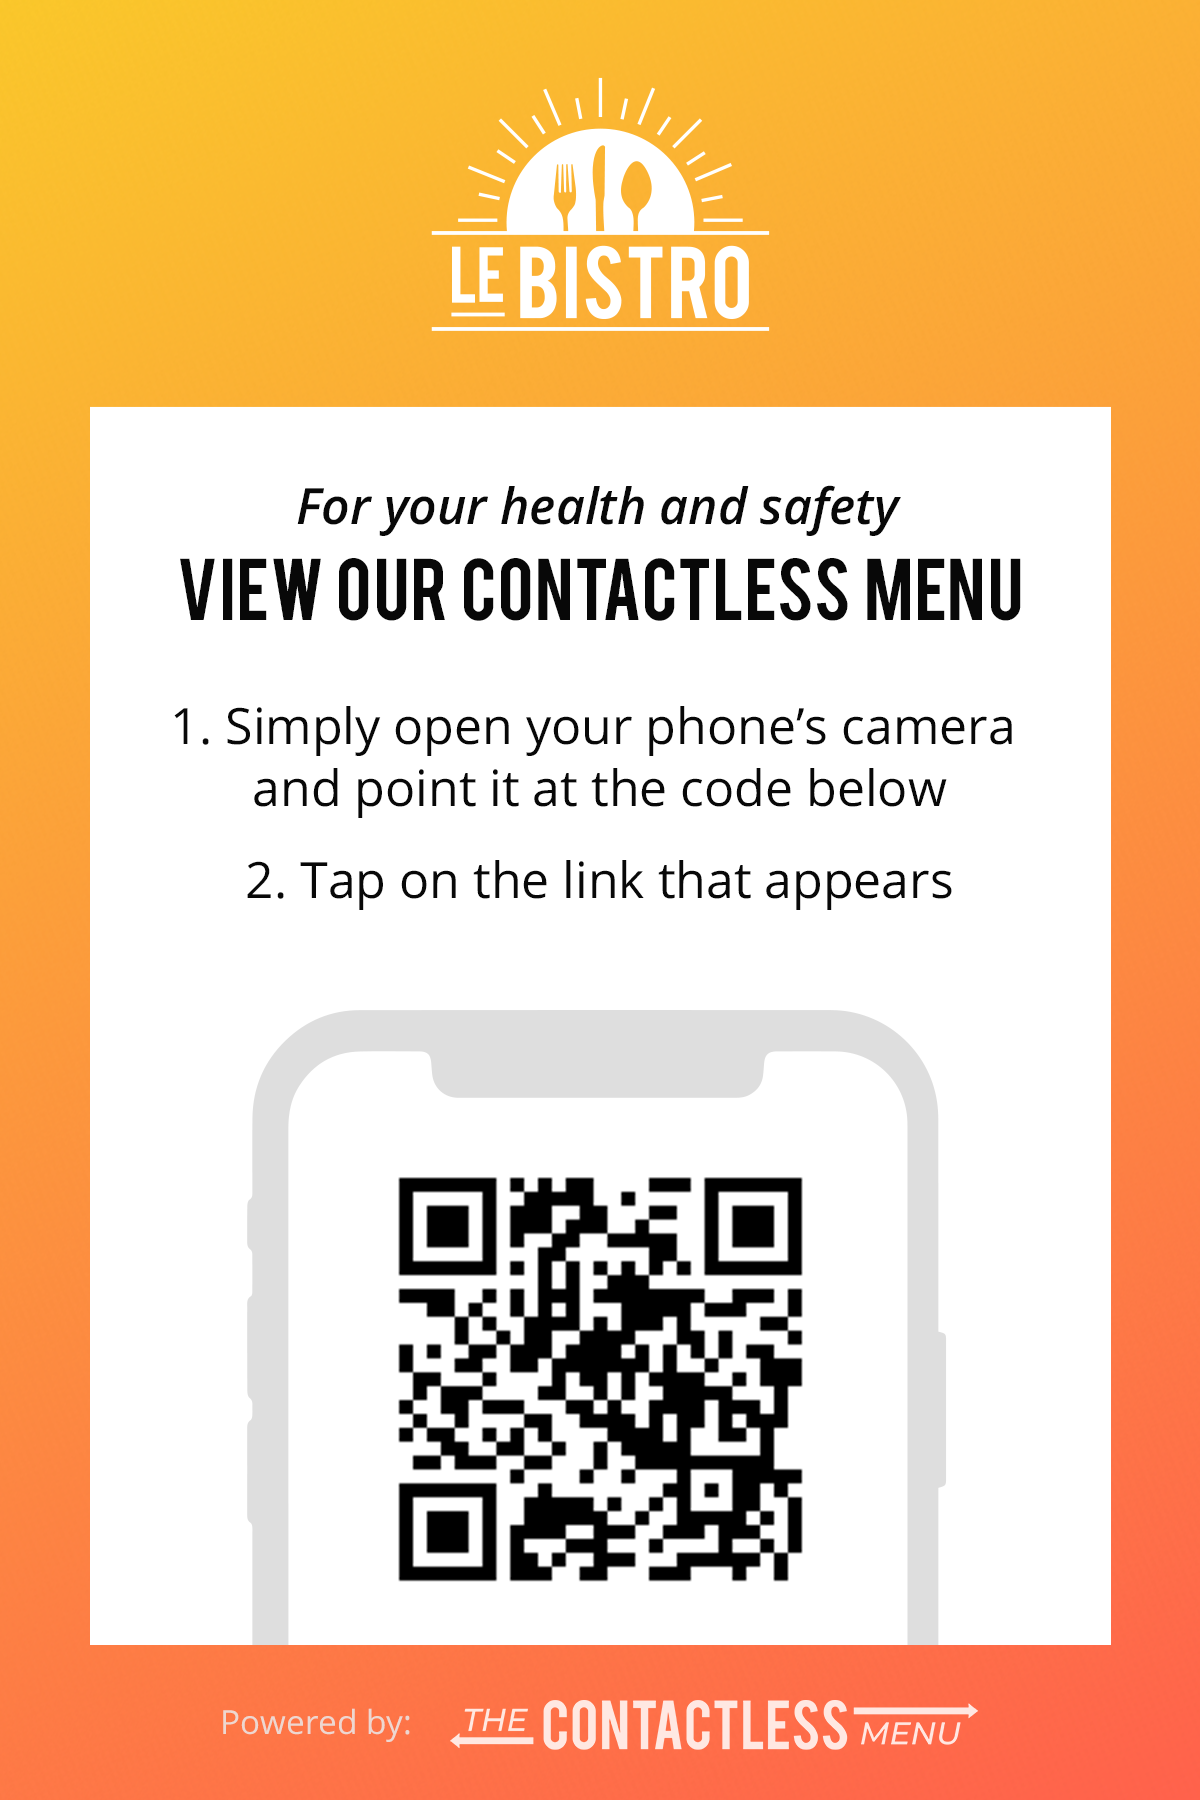 LE BISTRO
For your health and safety
VIEW OUR CONTACTLESS MENU
1. Simply open your phone’s camera
and point it at the code below
2. Tap on the link that appears
Powered by: THE CONTACTLESS MENU